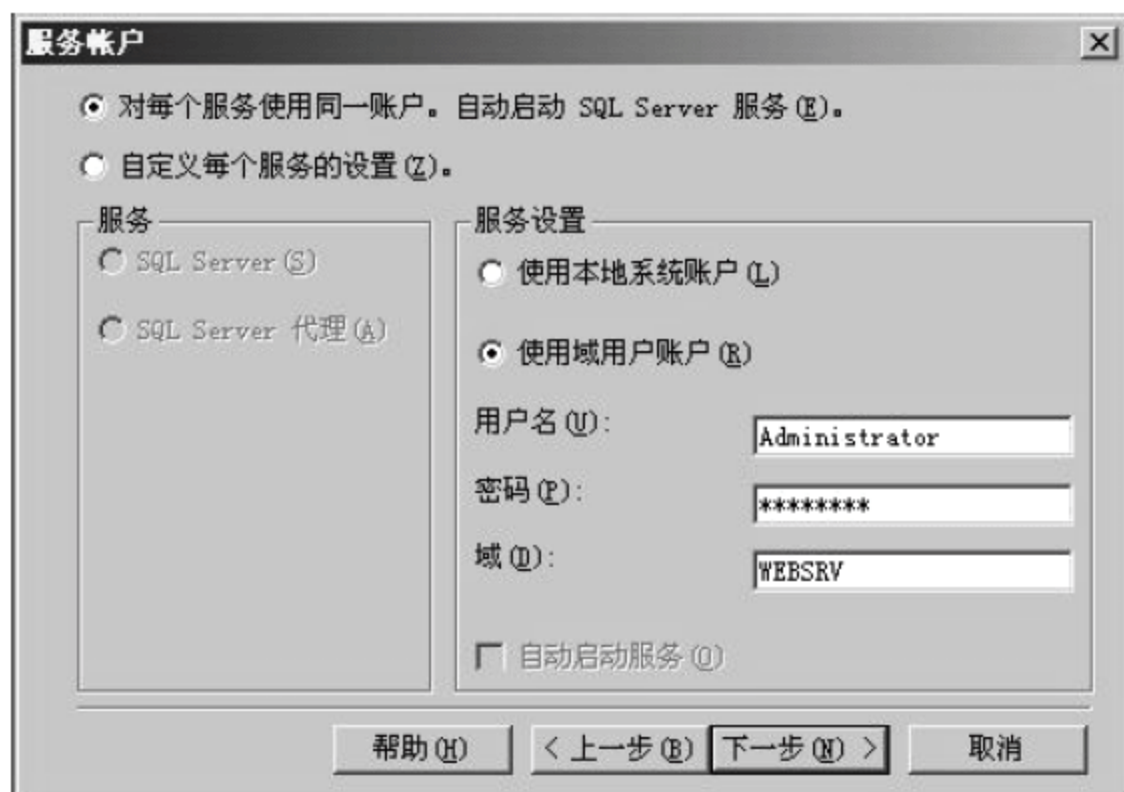 服务帐户
对每个服务使用同一账户。自动启动 SQL Server 服务(E)。
自定义每个服务的设置(Z)。
服务
SQL Server(S)
SQL Server 代理(A)
服务设置
使用本地系统账户(L)
使用域用户账户(R)
用户名(U): Administrator
密码(P): ********
域(D): WEBSRV
自动启动服务(O)
帮助(H) < 上一步(B) 下一步(N) > 取消